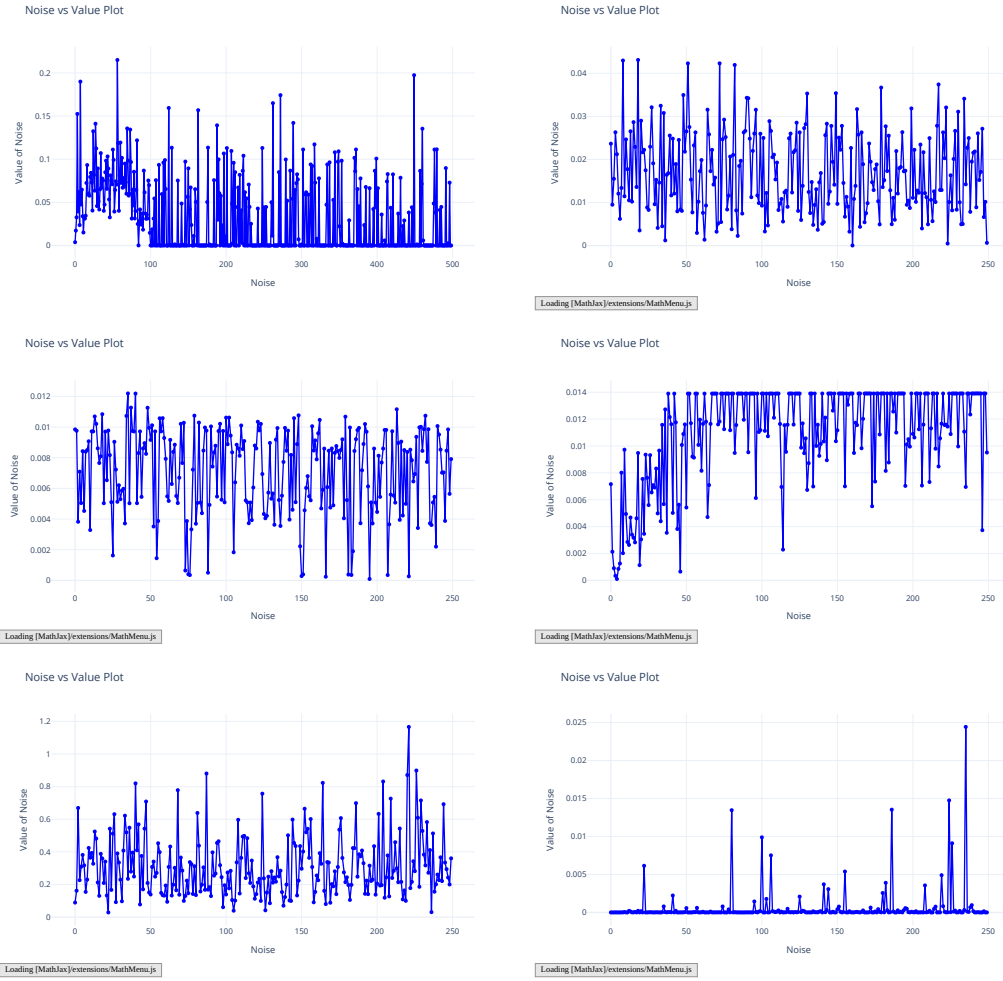 Noise vs Value Plot
Value of Noise
0.2
0.15
0.1
0.05
0
0 100 200 300 400 500
Noise
Noise vs Value Plot
Value of Noise
0.04
0.03
0.02
0.01
0
0 50 100 150 200 250
Noise
Loading [MathJax]/extensions/MathMenu.js
Noise vs Value Plot
Value of Noise
0.012
0.01
0.008
0.006
0.004
0.002
0
0 50 100 150 200 250
Noise
Loading [MathJax]/extensions/MathMenu.js
Noise vs Value Plot
Value of Noise
0.014
0.012
0.01
0.008
0.006
0.004
0.002
0
0 50 100 150 200 250
Noise
Loading [MathJax]/extensions/MathMenu.js
Noise vs Value Plot
Value of Noise
1.2
1
0.8
0.6
0.4
0.2
0
0 50 100 150 200 250
Noise
Loading [MathJax]/extensions/MathMenu.js
Noise vs Value Plot
Value of Noise
0.025
0.02
0.015
0.01
0.005
0
0 50 100 150 200 250
Noise
Loading [MathJax]/extensions/MathMenu.js